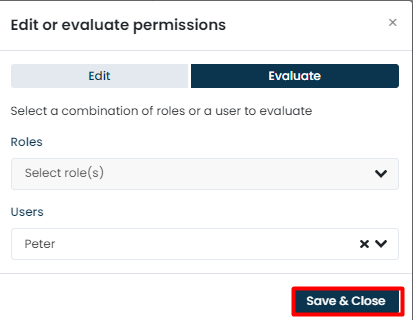 Edit or evaluate permissions
Edit
Evaluate
Select a combination of roles or a user to evaluate
Roles
Select role(s)
Users
Peter
Save & Close